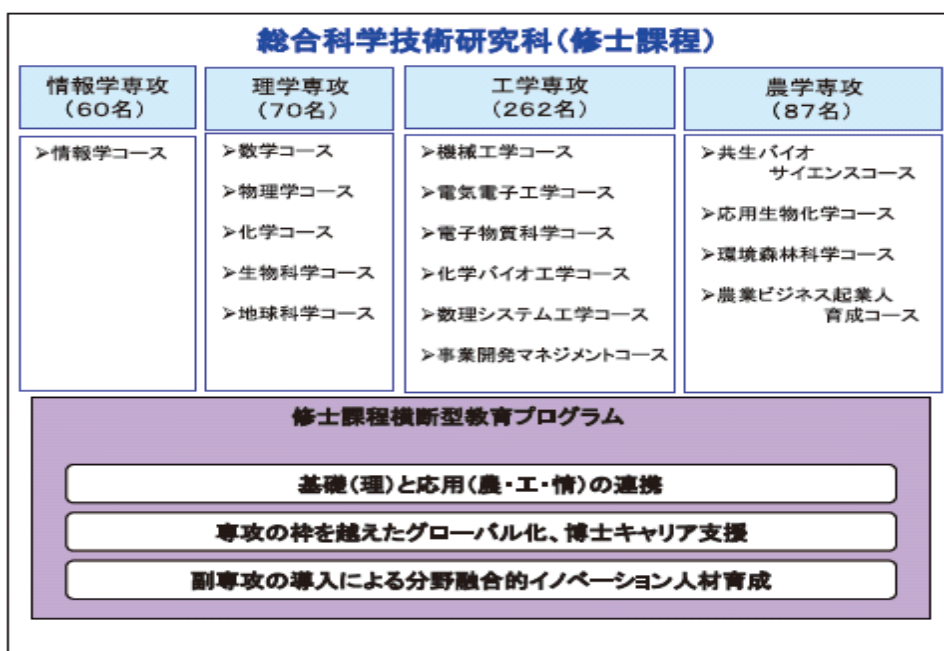 総合科学技術研究科(修士課程)
情報学専攻
(60名)
➢情報学コース
理学専攻
(70名)
➢数学コース
➢物理学コース
➢化学コース
➢生物科学コース
➢地球科学コース
工学専攻
(262名)
➢機械工学コース
➢電気電子工学コース
➢電子物質科学コース
➢化学バイオ工学コース
➢数理システム工学コース
➢事業開発マネジメントコース
農学専攻
(87名)
➢共生バイオ
サイエンスコース
➢応用生物化学コース
➢環境森林科学コース
➢農業ビジネス起業人
育成コース
修士課程横断型教育プログラム
基礎(理)と応用(農・工・情)の連携
専攻の枠を越えたグローバル化、博士キャリア支援
副専攻の導入による分野融合的イノベーション人材育成